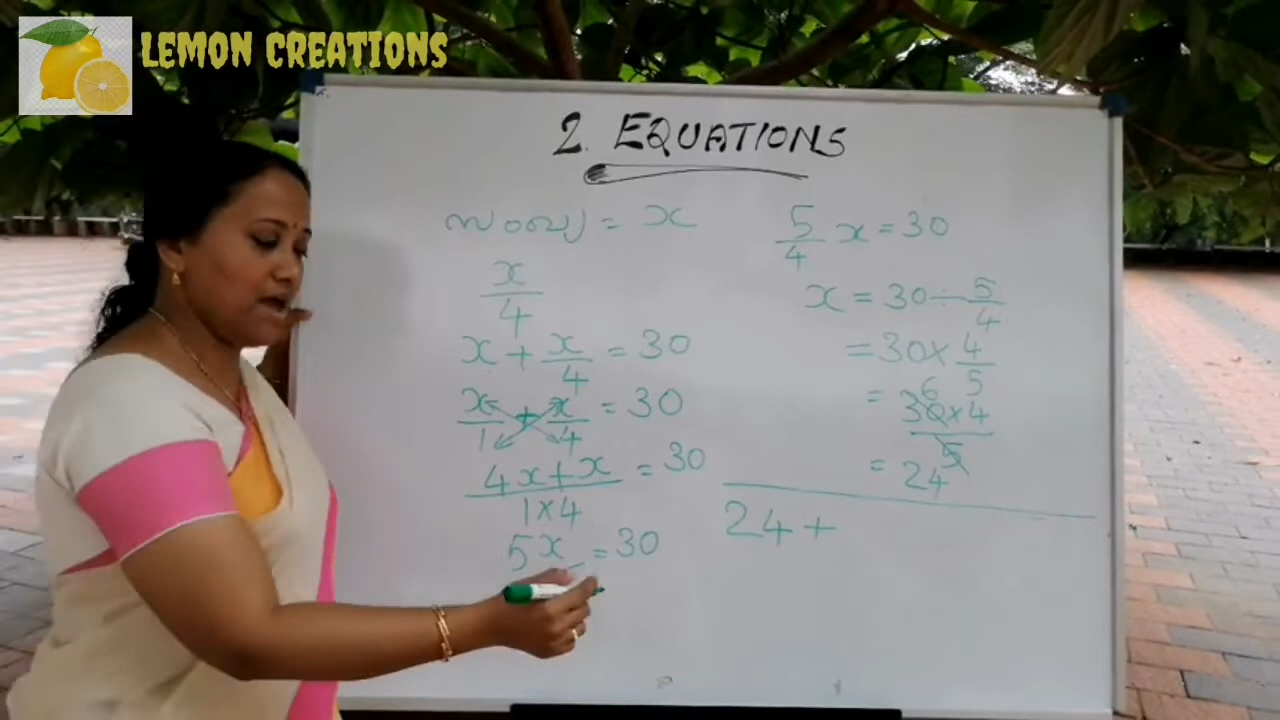 LEMON CREATIONS
2. EQUATIONS
സംഖ്യ = x
x/4
x + x/4 = 30
x/1 + x/4 = 30
4x + x / 1×4 = 30
5x = 30
5/4 x = 30
x = 30 ÷ 5/4
= 30 × 4/5
= 6 30×4 / 5
= 24
24 +